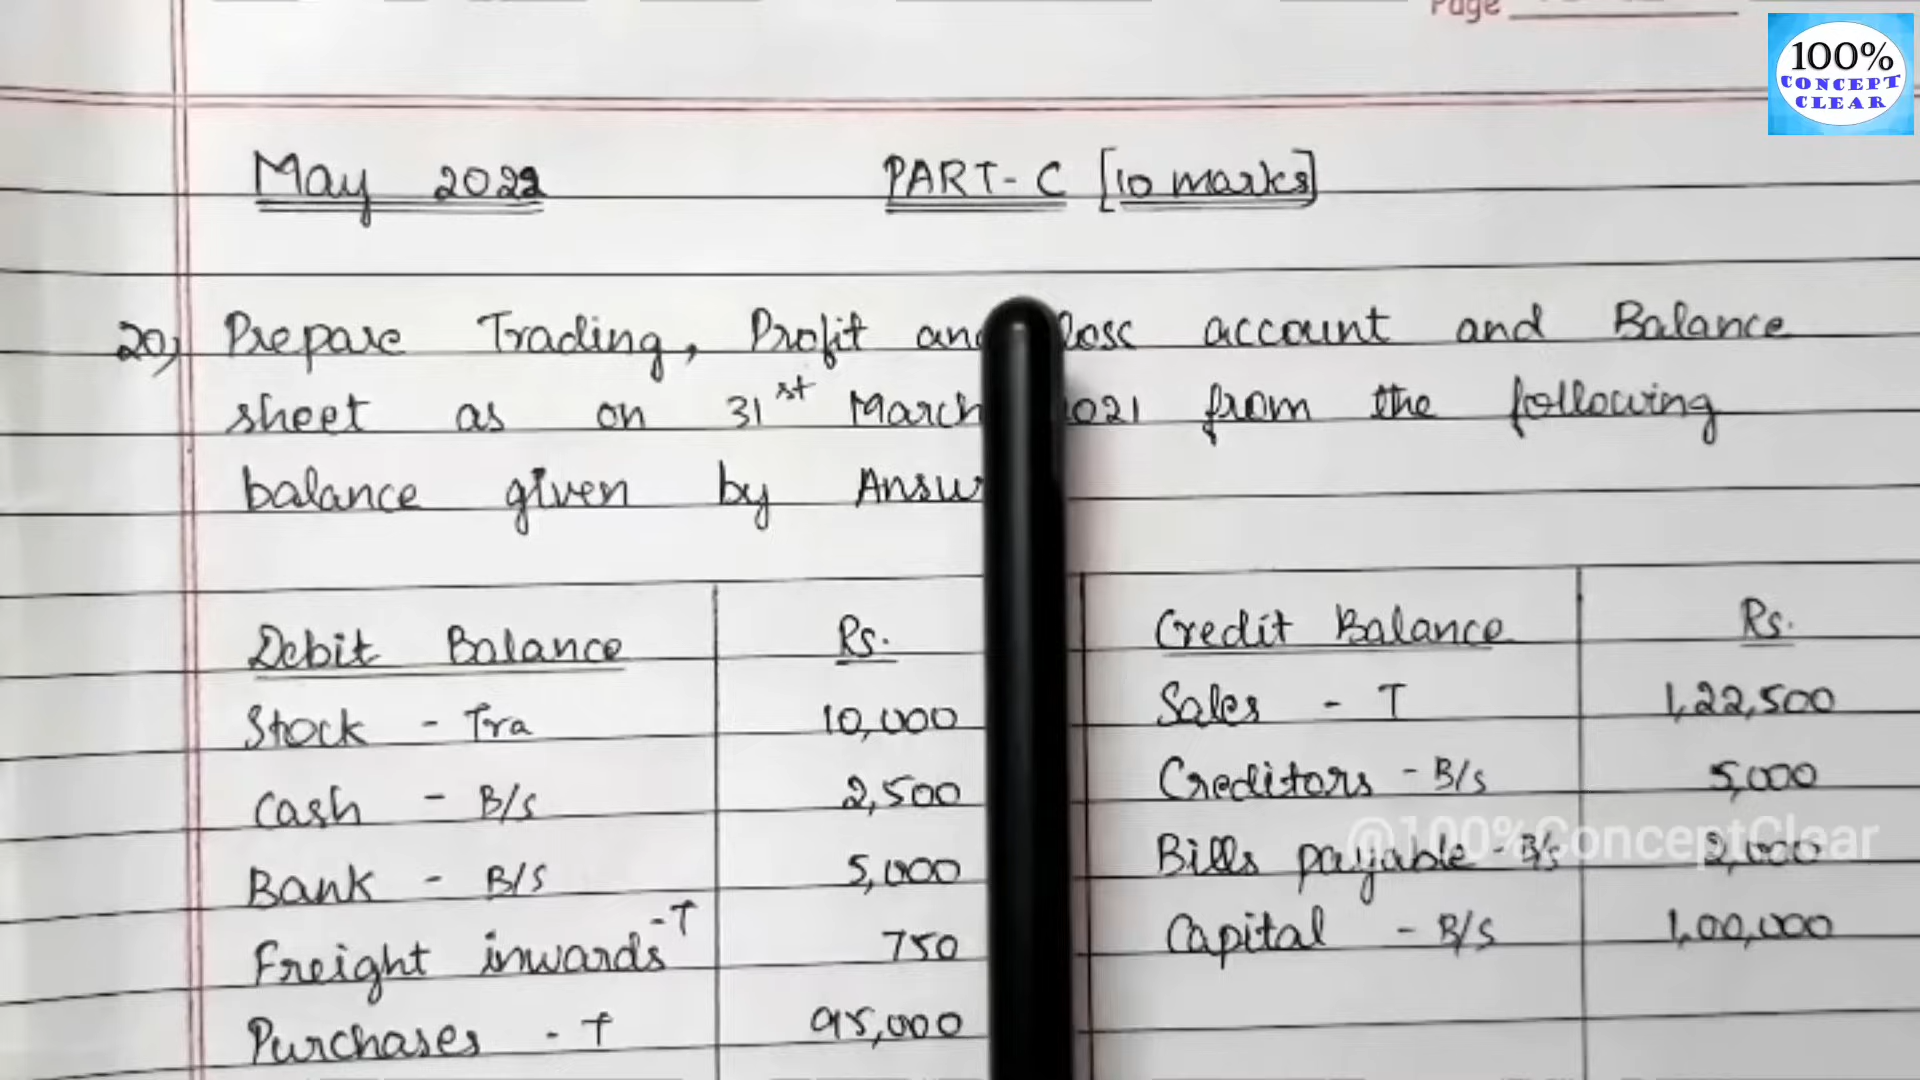 Page
100%
CONCEPT
CLEAR
May 2022 PART-C [10 marks]
20) Prepare Trading, Profit and loss account and Balance
sheet as on 31st March 2021 from the following
balance given by
Debit Balance Rs. Credit Balance Rs.
Stock - Tra 10,000 Sales - T 1,22,500
Cash - B/S 2,500 Creditors - B/S 5,000
@100%ConceptClear
Bank - B/S 5,000 Bills payable - B/S 2,000
Freight inwards - T 750 Capital - B/S 1,00,000
Purchases - T 95,000